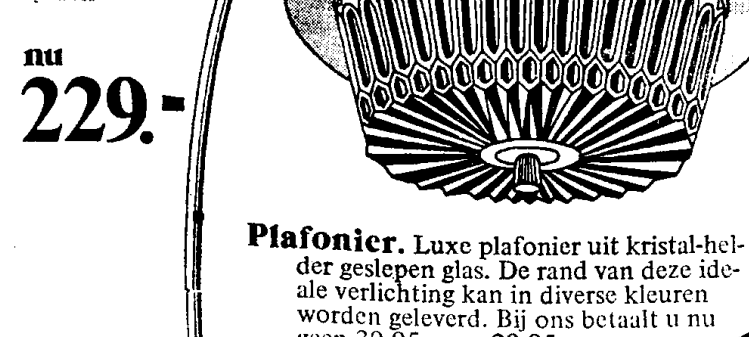 nu
229.-
Plafonier. Luxe plafonier uit kristal-hel-
der geslepen glas. De rand van deze ide-
ale verlichting kan in diverse kleuren
worden geleverd. Bij ons betaalt u nu